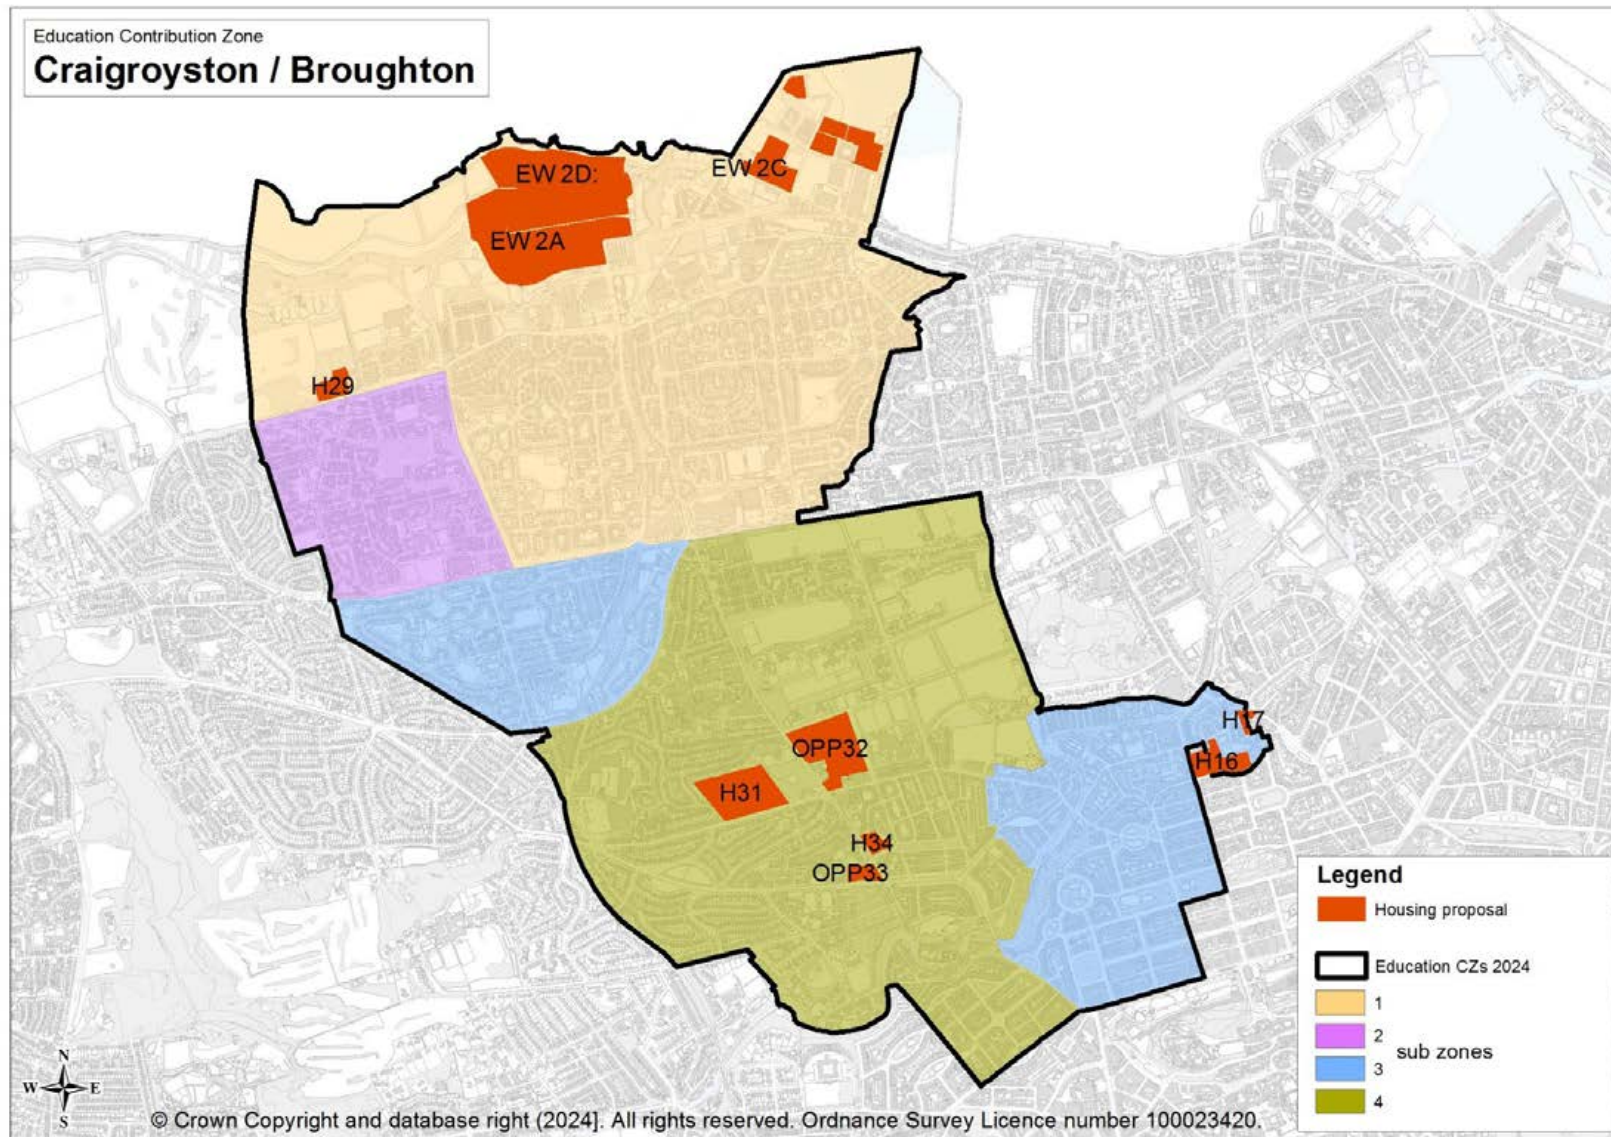 Education Contribution Zone
Craigroyston / Broughton
EW 2D:
EW 2C
EW 2A
H29
H17
OPP32
H16
H31
H34
OPP33
Legend
Housing proposal
Education CZs 2024
1
2
sub zones
3
4
N
W E
S
© Crown Copyright and database right (2024]. All rights reserved. Ordnance Survey Licence number 100023420.